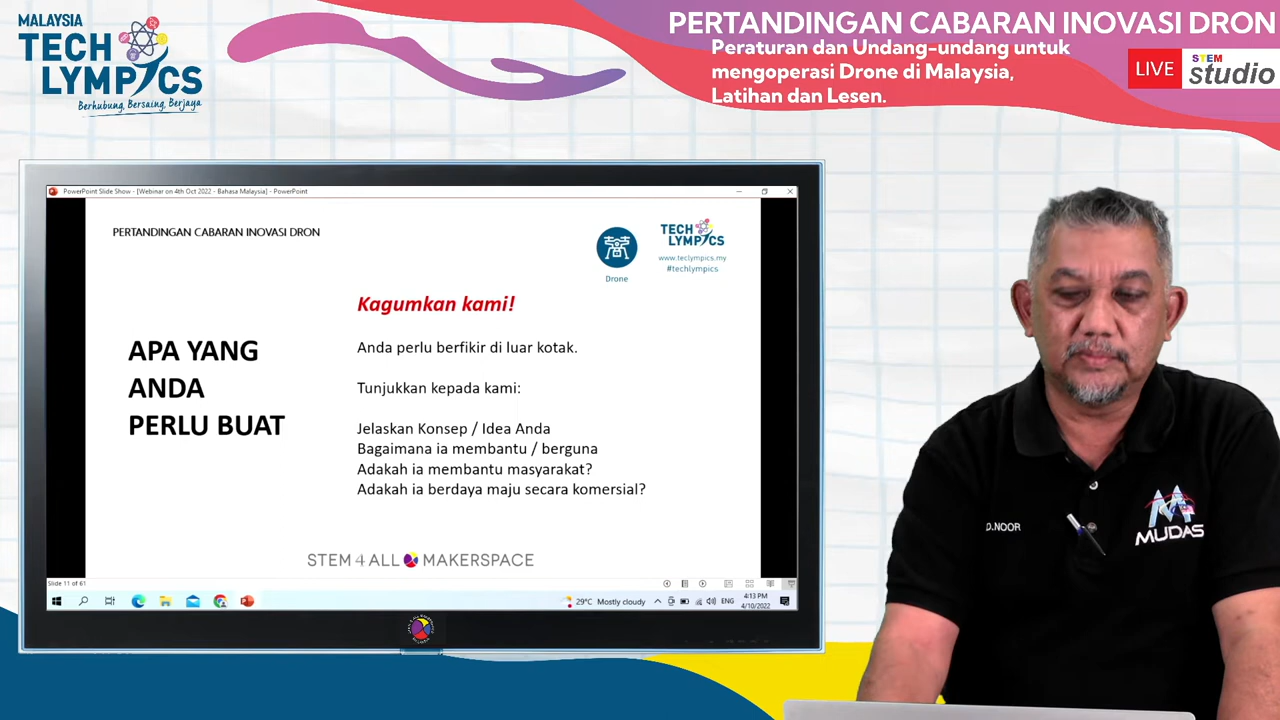 MALAYSIA
TECH
LYMPICS
Berhubung, Bersaing, Berjaya
PERTANDINGAN CABARAN INOVASI DRON
Peraturan dan Undang-undang untuk
mengoperasi Drone di Malaysia,
Latihan dan Lesen.
LIVE
STEM
studio
PowerPoint Slide Show - [Webinar on 4th Oct 2022 - Bahasa Malaysia] - PowerPoint
PERTANDINGAN CABARAN INOVASI DRON
Drone
TECH
LYMPICS
www.teclympics.my
#techlympics
Kagumkan kami!
APA YANG
ANDA
PERLU BUAT
Anda perlu berfikir di luar kotak.
Tunjukkan kepada kami:
Jelaskan Konsep / Idea Anda
Bagaimana ia membantu / berguna
Adakah ia membantu masyarakat?
Adakah ia berdaya maju secara komersial?
STEM 4 ALL MAKERSPACE
Slide 11 of 61
29°C Mostly cloudy
ENG
4:13 PM
4/10/2022
D.NOOR
MUDAS